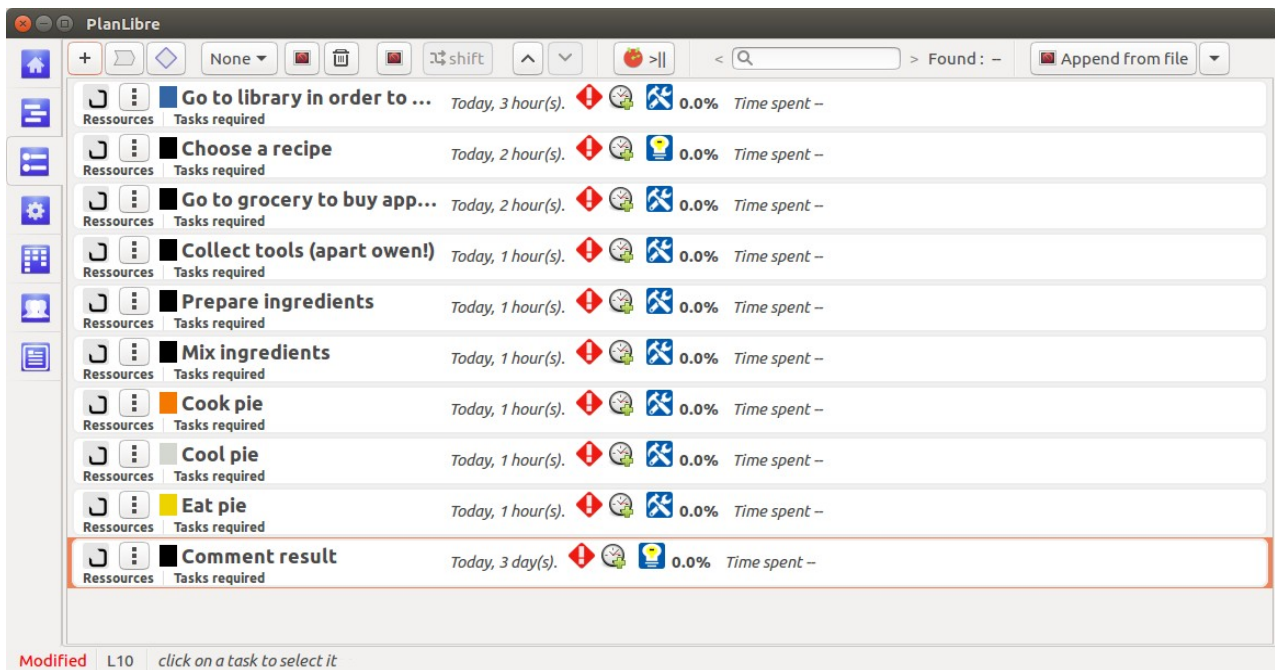 PlanLibre
+ None shift >|| < > Found : -- Append from file
Go to library in order to ... Today, 3 hour(s). 0.0% Time spent --
Ressources Tasks required
Choose a recipe Today, 2 hour(s). 0.0% Time spent --
Ressources Tasks required
Go to grocery to buy app... Today, 2 hour(s). 0.0% Time spent --
Ressources Tasks required
Collect tools (apart owen!) Today, 1 hour(s). 0.0% Time spent --
Ressources Tasks required
Prepare ingredients Today, 1 hour(s). 0.0% Time spent --
Ressources Tasks required
Mix ingredients Today, 1 hour(s). 0.0% Time spent --
Ressources Tasks required
Cook pie Today, 1 hour(s). 0.0% Time spent --
Ressources Tasks required
Cool pie Today, 1 hour(s). 0.0% Time spent --
Ressources Tasks required
Eat pie Today, 1 hour(s). 0.0% Time spent --
Ressources Tasks required
Comment result Today, 3 day(s). 0.0% Time spent --
Ressources Tasks required
Modified L10 click on a task to select it